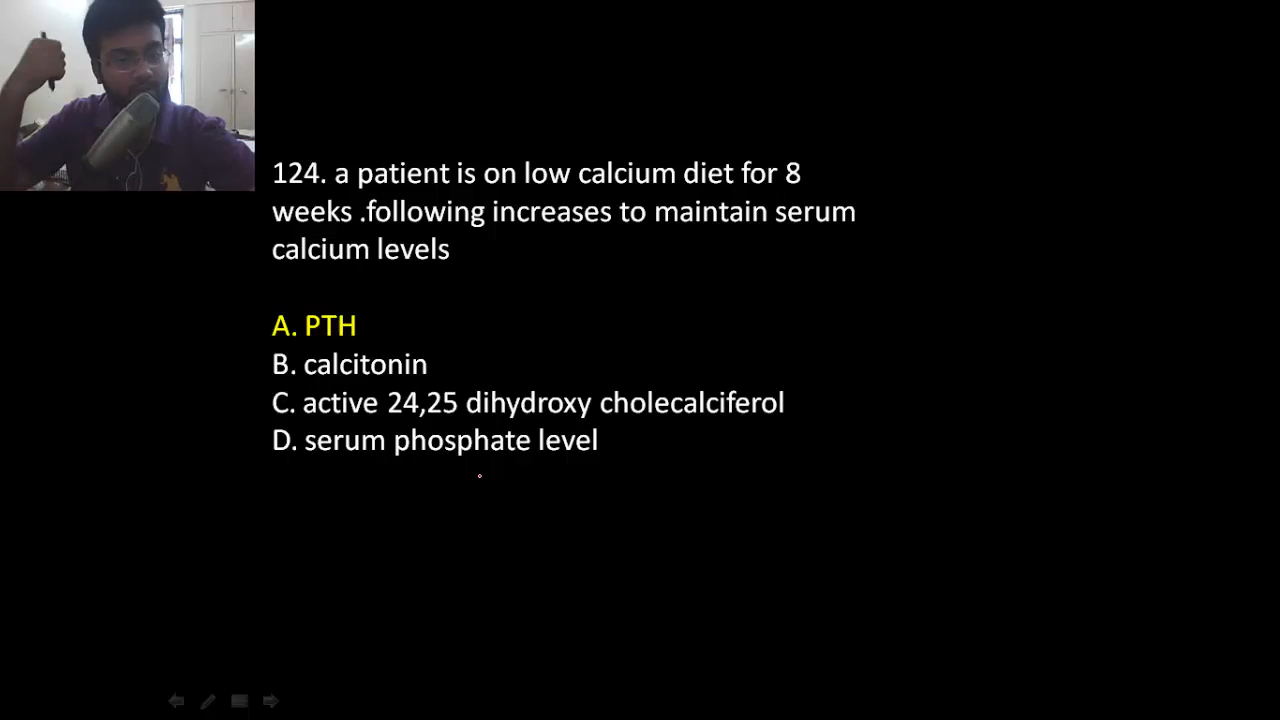 124. a patient is on low calcium diet for 8
weeks .following increases to maintain serum
calcium levels
A. PTH
B. calcitonin
C. active 24,25 dihydroxy cholecalciferol
D. serum phosphate level